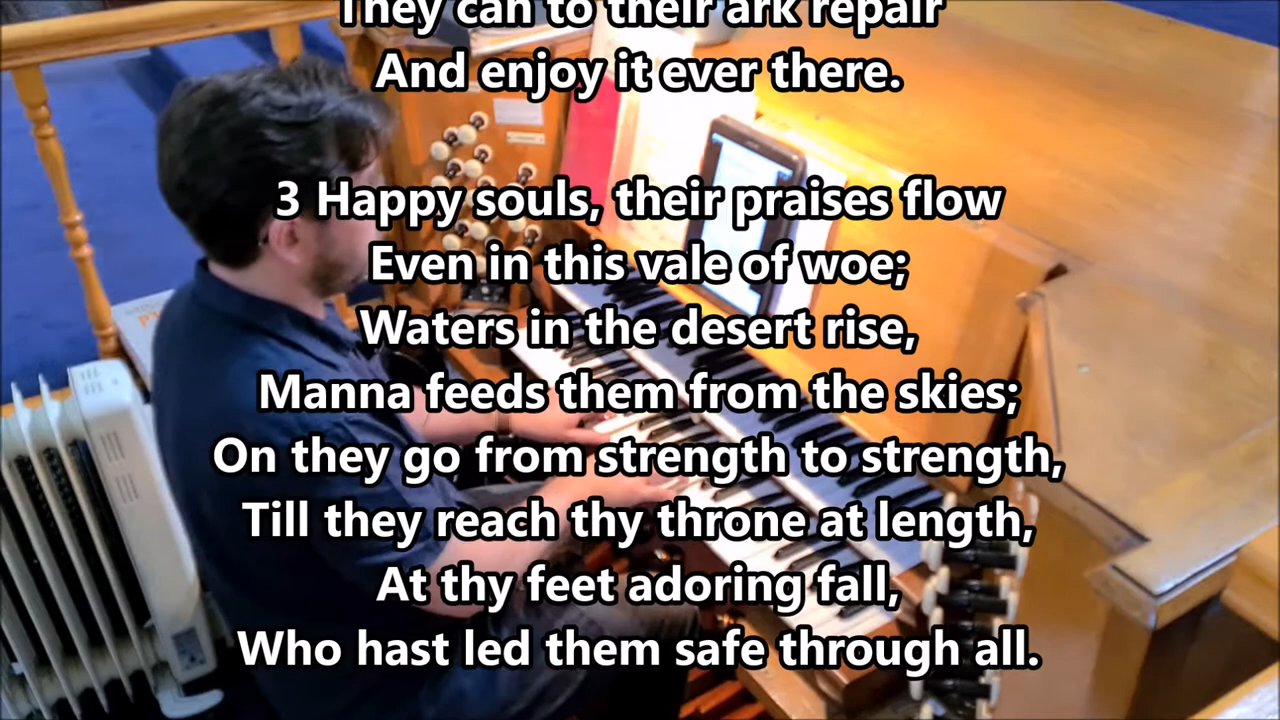 They can to their ark repair
And enjoy it ever there.
3 Happy souls, their praises flow
Even in this vale of woe;
Waters in the desert rise,
Manna feeds them from the skies;
On they go from strength to strength,
Till they reach thy throne at length,
At thy feet adoring fall,
Who hast led them safe through all.